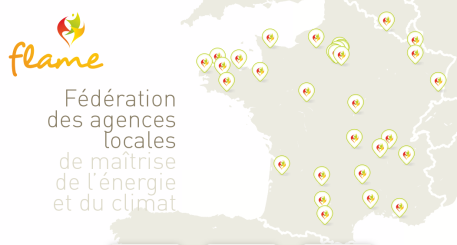 flame
Fédération
des agences
locales
de maîtrise
de l'énergie
et du climat